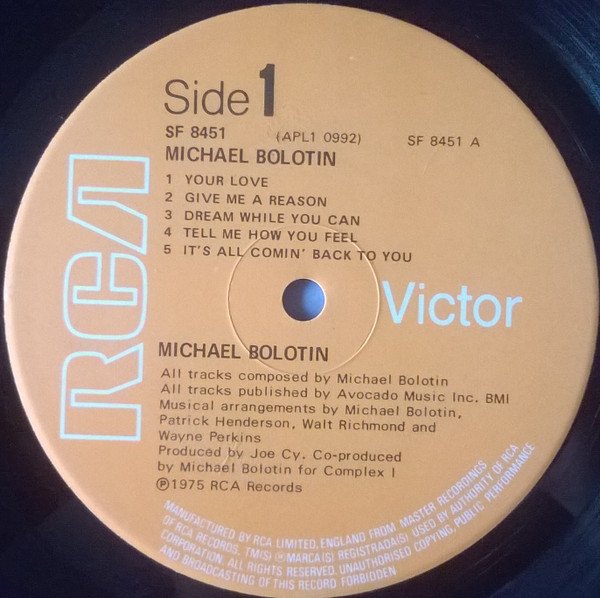 Side 1
SF 8451 (APL1 0992) SF 8451 A
MICHAEL BOLOTIN
1 YOUR LOVE
2 GIVE ME A REASON
3 DREAM WHILE YOU CAN
4 TELL ME HOW YOU FEEL
5 IT'S ALL COMIN' BACK TO YOU
RCA
Victor
MICHAEL BOLOTIN
All tracks composed by Michael Bolotin
All tracks published by Avocado Music Inc. BMI
Musical arrangements by Michael Bolotin,
Patrick Henderson, Walt Richmond and
Wayne Perkins
Produced by Joe Cy. Co-produced
by Michael Bolotin for Complex I
℗1975 RCA Records
MANUFACTURED BY RCA LIMITED, ENGLAND FROM MASTER RECORDINGS
OF RCA RECORDS. TM(S) ® MARCA(S) REGISTRADA(S) USED BY AUTHORITY OF RCA
CORPORATION. ALL RIGHTS RESERVED. UNAUTHORISED COPYING, PUBLIC PERFORMANCE
AND BROADCASTING OF THIS RECORD FORBIDDEN